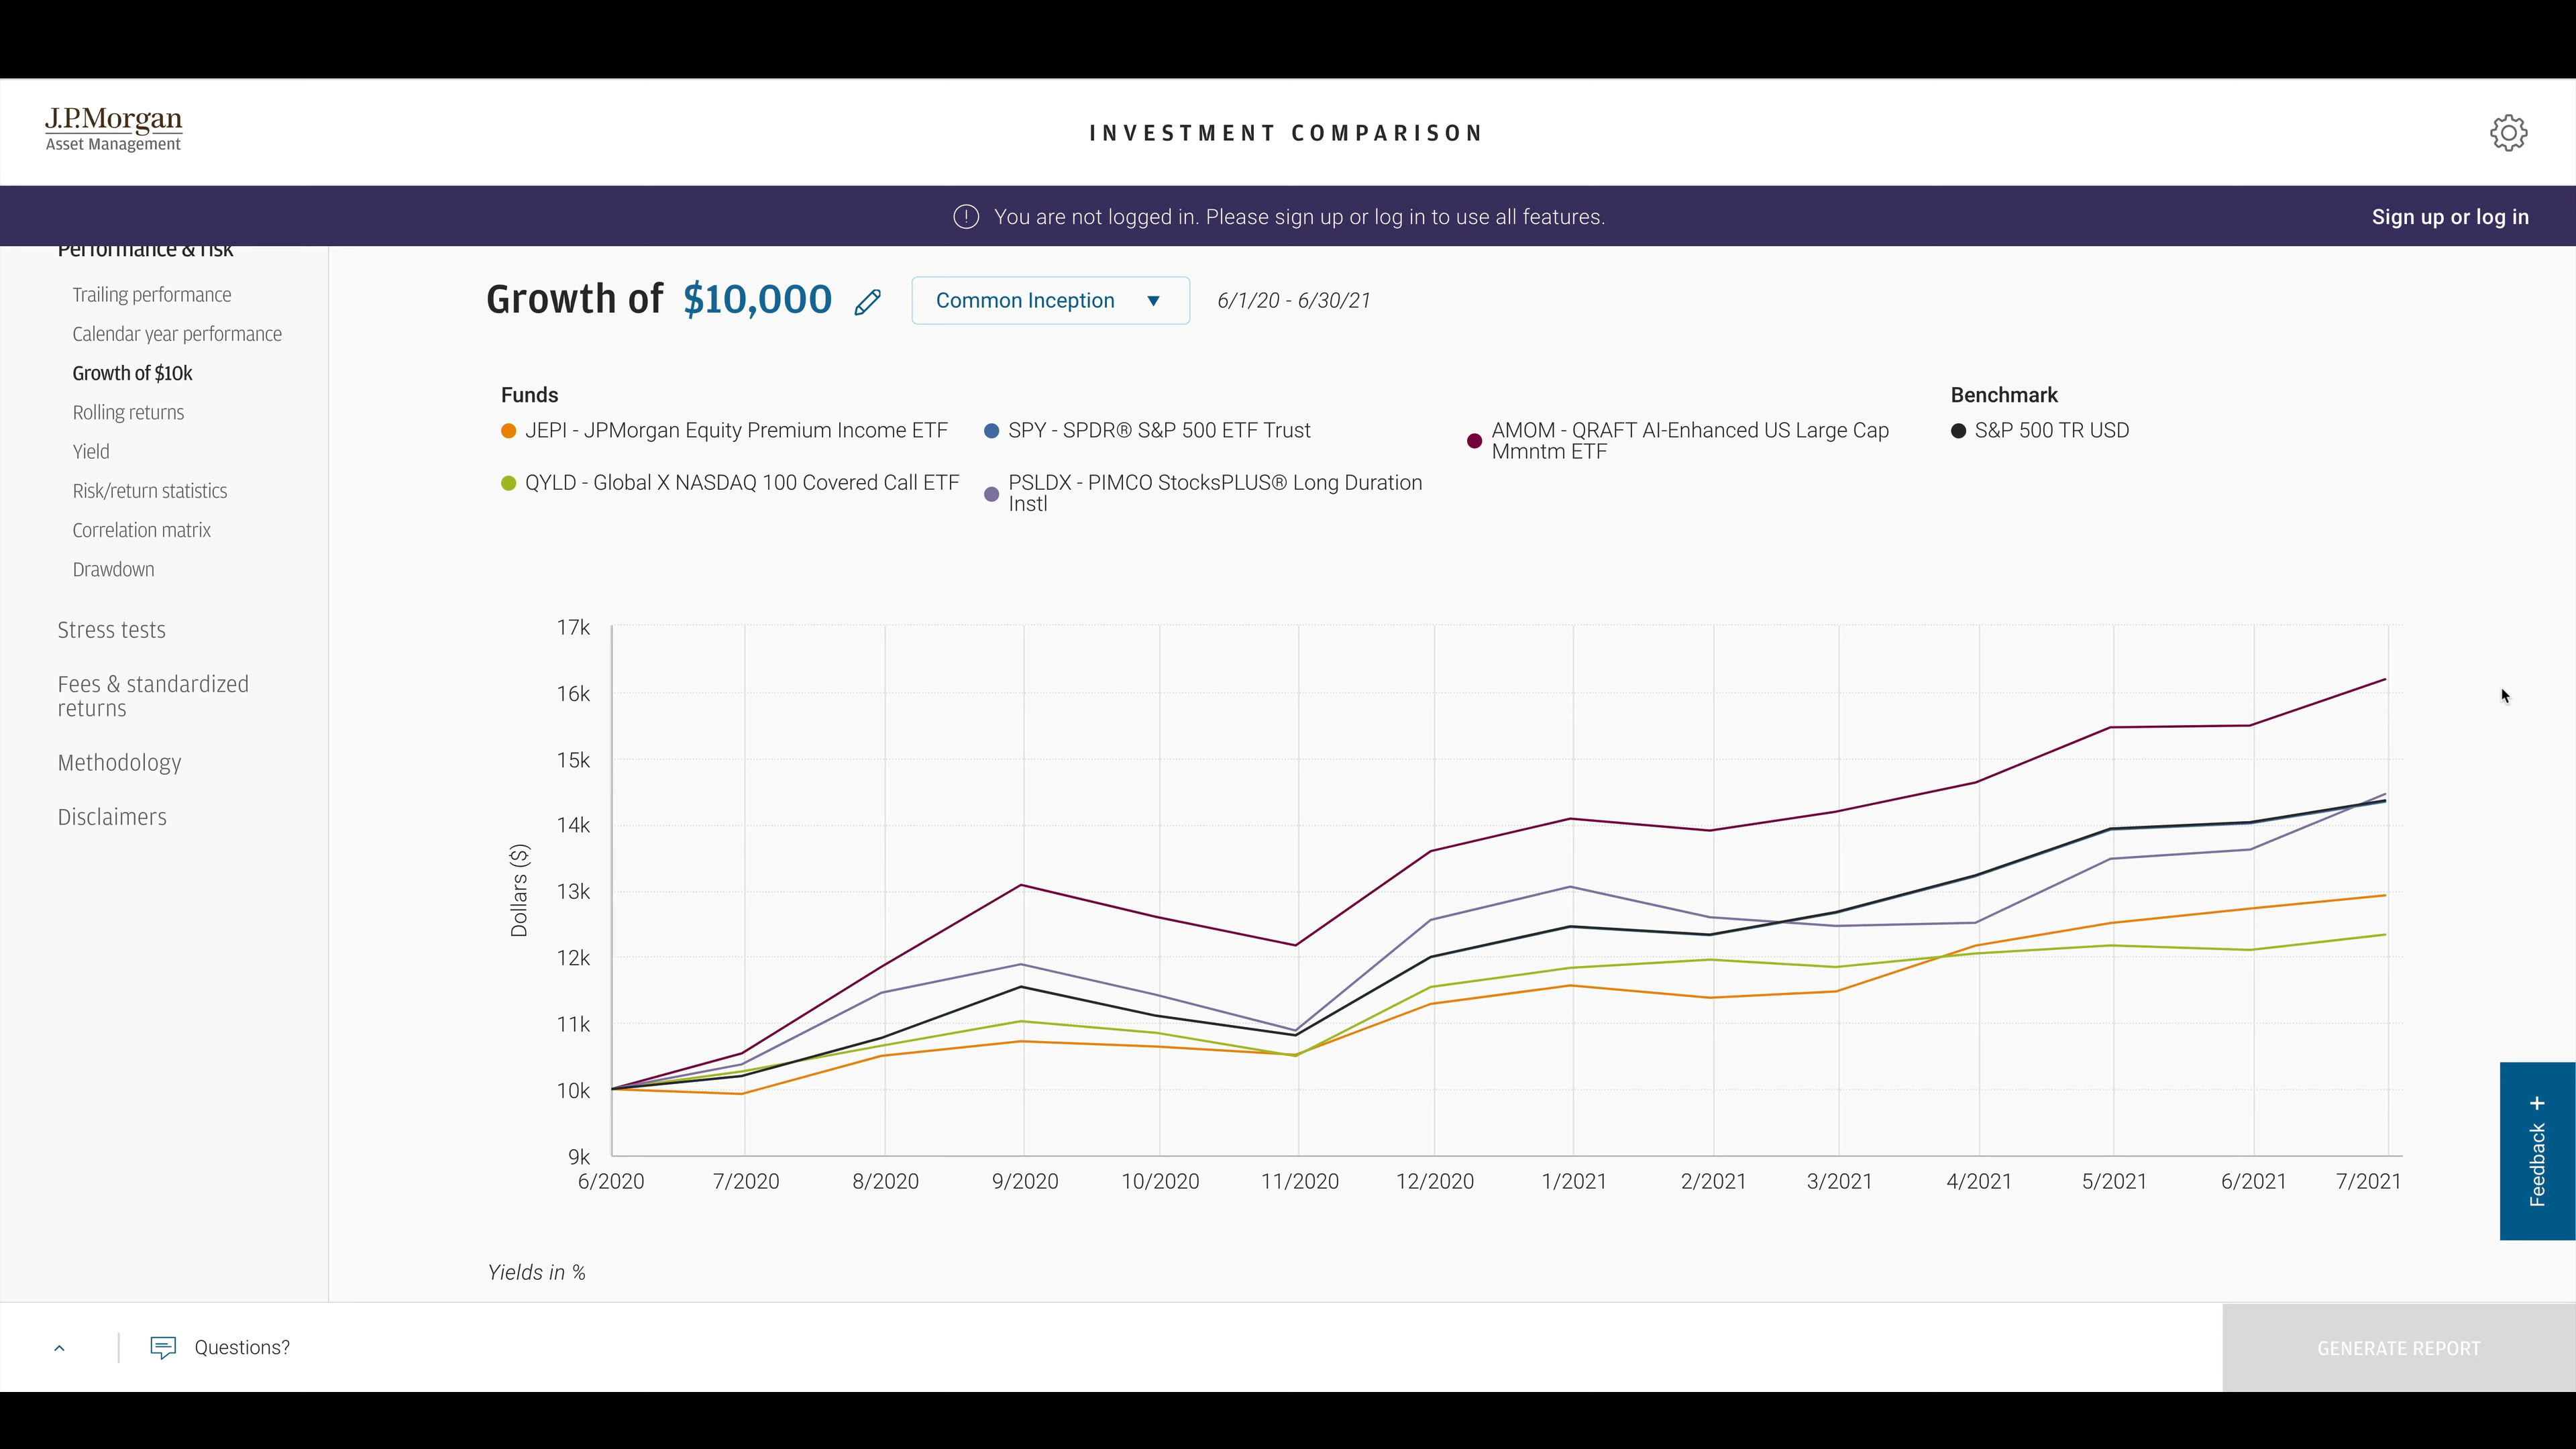 J.P.Morgan
Asset Management
INVESTMENT COMPARISON
You are not logged in. Please sign up or log in to use all features.
Sign up or log in
Performance & risk
Trailing performance
Calendar year performance
Growth of $10k
Rolling returns
Yield
Risk/return statistics
Correlation matrix
Drawdown
Stress tests
Fees & standardized
returns
Methodology
Disclaimers
Growth of $10,000
Common Inception
6/1/20 - 6/30/21
Funds
JEPI - JPMorgan Equity Premium Income ETF
SPY - SPDR® S&P 500 ETF Trust
AMOM - QRAFT AI-Enhanced US Large Cap
Mmntm ETF
QYLD - Global X NASDAQ 100 Covered Call ETF
PSLDX - PIMCO StocksPLUS® Long Duration
Instl
Benchmark
S&P 500 TR USD
Dollars ($)
17k
16k
15k
14k
13k
12k
11k
10k
9k
6/2020 7/2020 8/2020 9/2020 10/2020 11/2020 12/2020 1/2021 2/2021 3/2021 4/2021 5/2021 6/2021 7/2021
Feedback +
Yields in %
Questions?
GENERATE REPORT